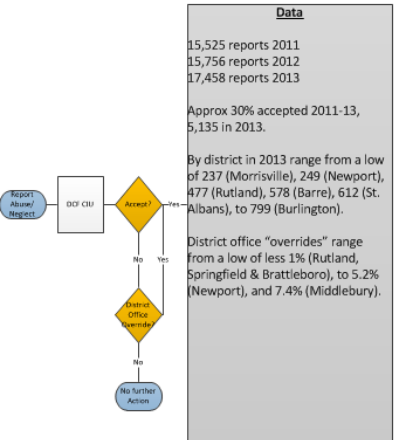 Data
15,525 reports 2011
15,756 reports 2012
17,458 reports 2013
Approx 30% accepted 2011-13,
5,135 in 2013.
By district in 2013 range from a low
of 237 (Morrisville), 249 (Newport),
477 (Rutland), 578 (Barre), 612 (St.
Albans), to 799 (Burlington).
District office “overrides” range
from a low of less 1% (Rutland,
Springfield & Brattleboro), to 5.2%
(Newport), and 7.4% (Middlebury).
Report
Abuse/
Neglect
DCF CIU
Accept?
Yes
No
Yes
District
Office
Override?
No
No further
Action